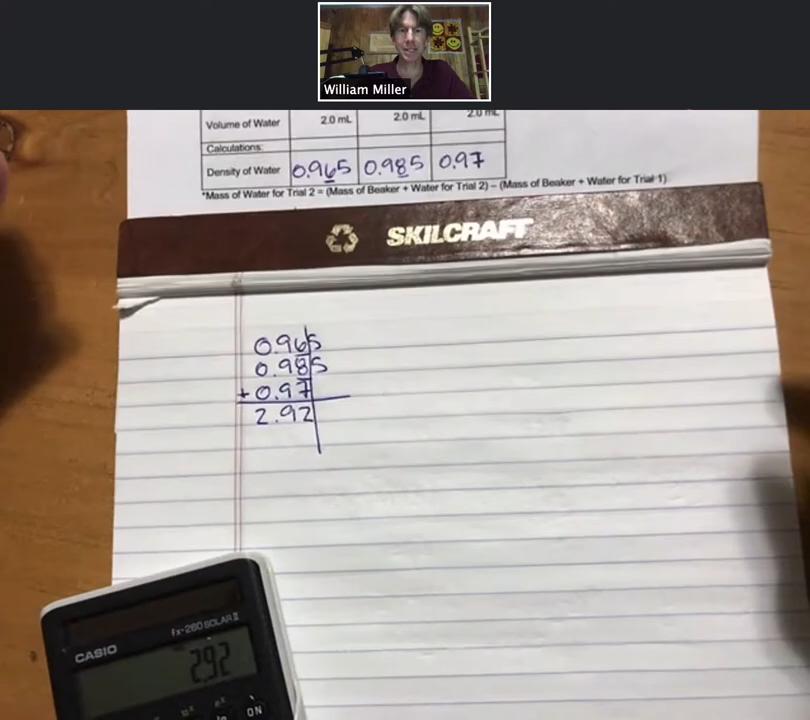 William Miller
Volume of Water 2.0 mL 2.0 mL 2.0 mL
Calculations:
Density of Water 0.965 0.985 0.97
*Mass of Water for Trial 2 = (Mass of Beaker + Water for Trial 2) – (Mass of Beaker + Water for Trial 1)
SKILCRAFT
0.965
0.985
+0.97
2.92
CASIO fx-260 SOLAR II
2.92
ON